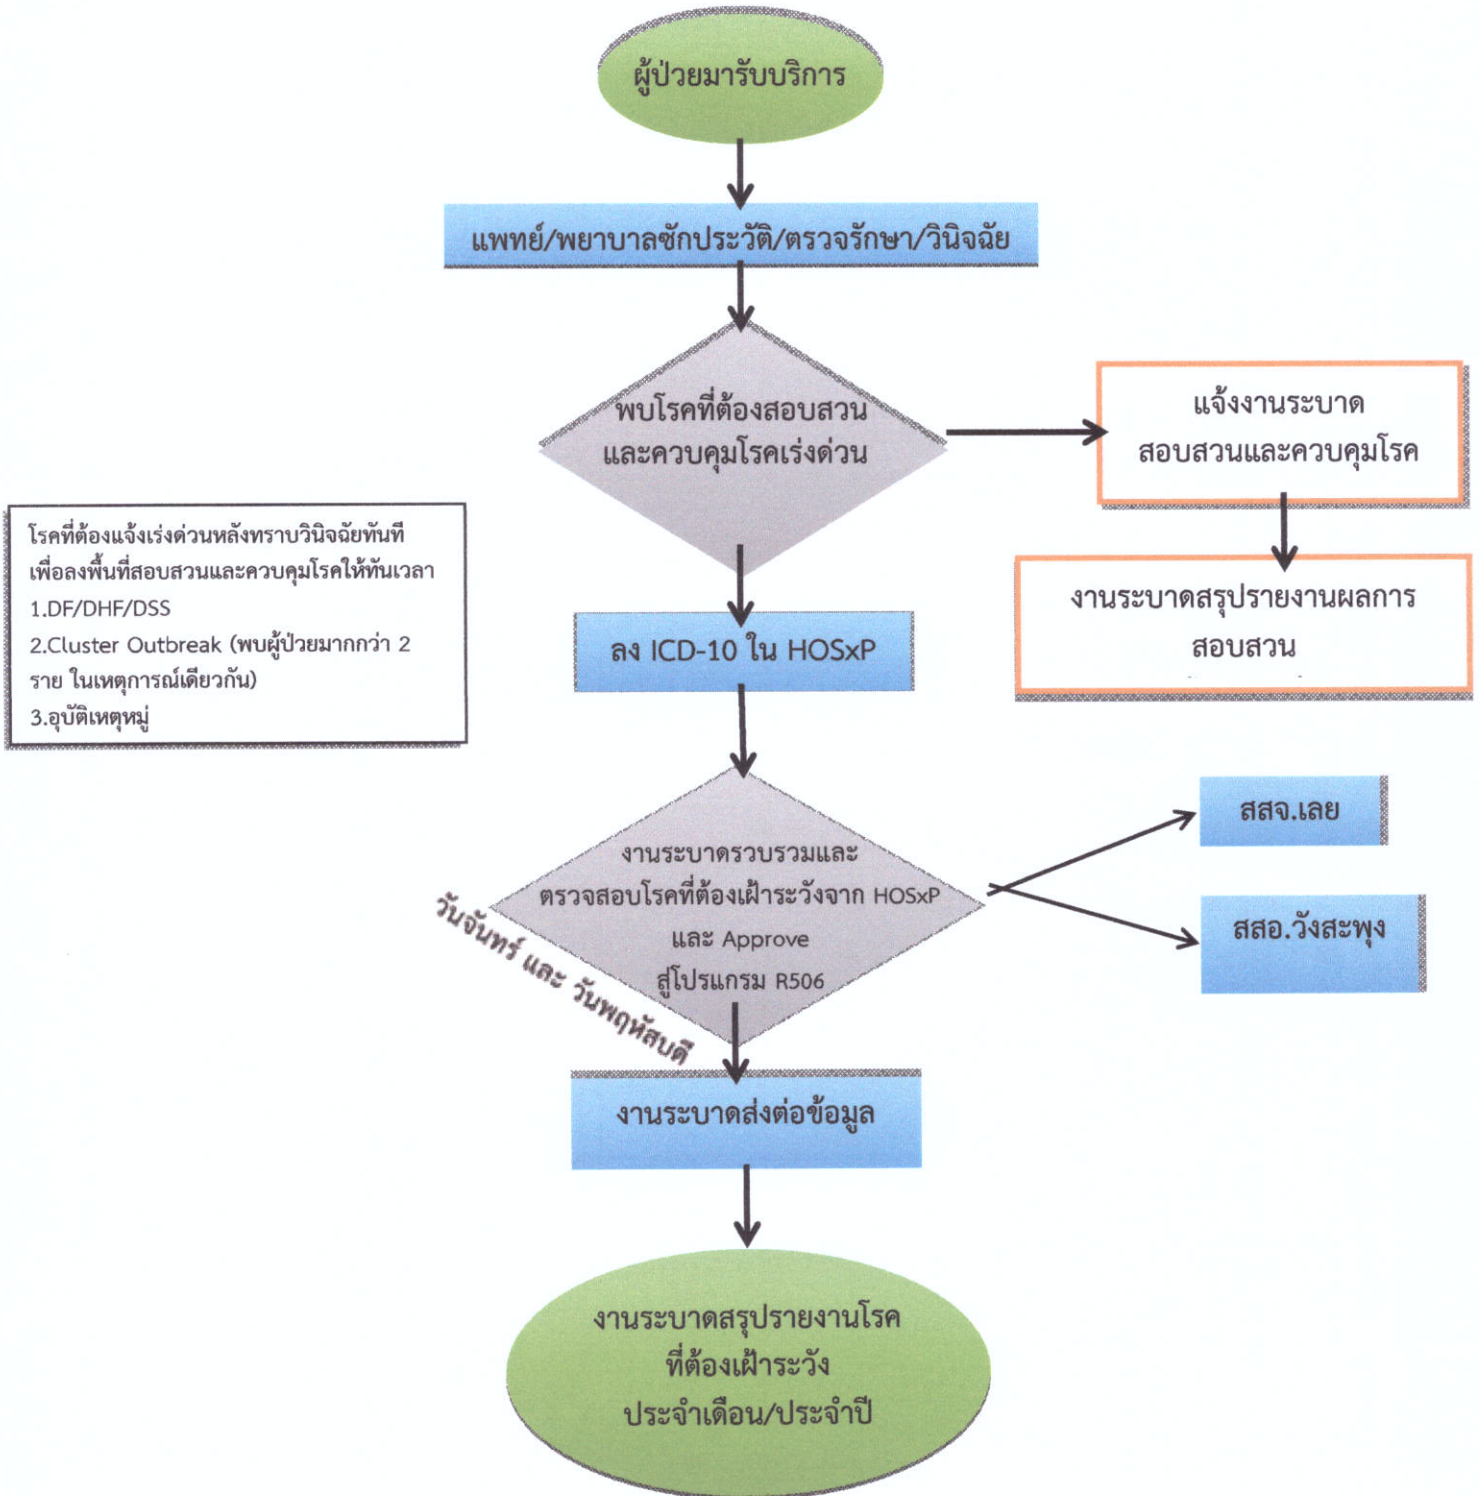 ผู้ป่วยมารับบริการ
แพทย์/พยาบาลซักประวัติ/ตรวจรักษา/วินิจฉัย
พบโรคที่ต้องสอบสวน
และควบคุมโรคเร่งด่วน
แจ้งงานระบาด
สอบสวนและควบคุมโรค
โรคที่ต้องแจ้งเร่งด่วนหลังทราบวินิจฉัยทันที
เพื่อลงพื้นที่สอบสวนและควบคุมโรคให้ทันเวลา
1.DF/DHF/DSS
2.Cluster Outbreak (พบผู้ป่วยมากกว่า 2
ราย ในเหตุการณ์เดียวกัน)
3.อุบัติเหตุหมู่
งานระบาดสรุปรายงานผลการ
สอบสวน
ลง ICD-10 ใน HOSxP
งานระบาดรวบรวมและ
ตรวจสอบโรคที่ต้องเฝ้าระวังจาก HOSxP
และ Approve
สู่โปรแกรม R506
วันจันทร์ และ วันพฤหัสบดี
สสจ.เลย
สสอ.วังสะพุง
งานระบาดส่งต่อข้อมูล
งานระบาดสรุปรายงานโรค
ที่ต้องเฝ้าระวัง
ประจำเดือน/ประจำปี